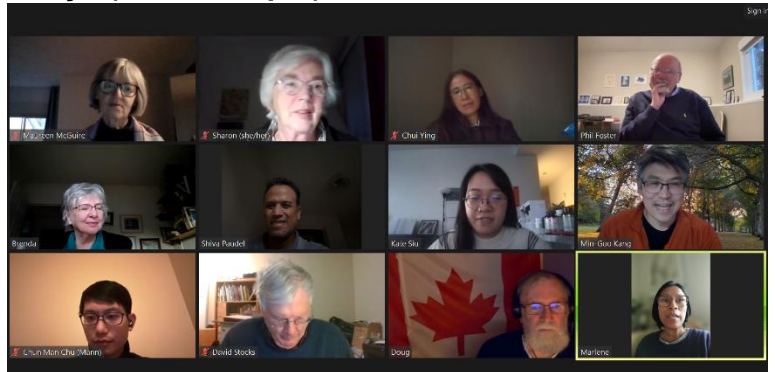 Sign in
Maureen McGuire
Sharon (she/her)
Chui Ying
Phil Foster
Brenda
Shiva Paudel
Kate Siu
Min-Goo Kang
Chun Man Chu (Mann)
David Stocks
Doug
Marlene